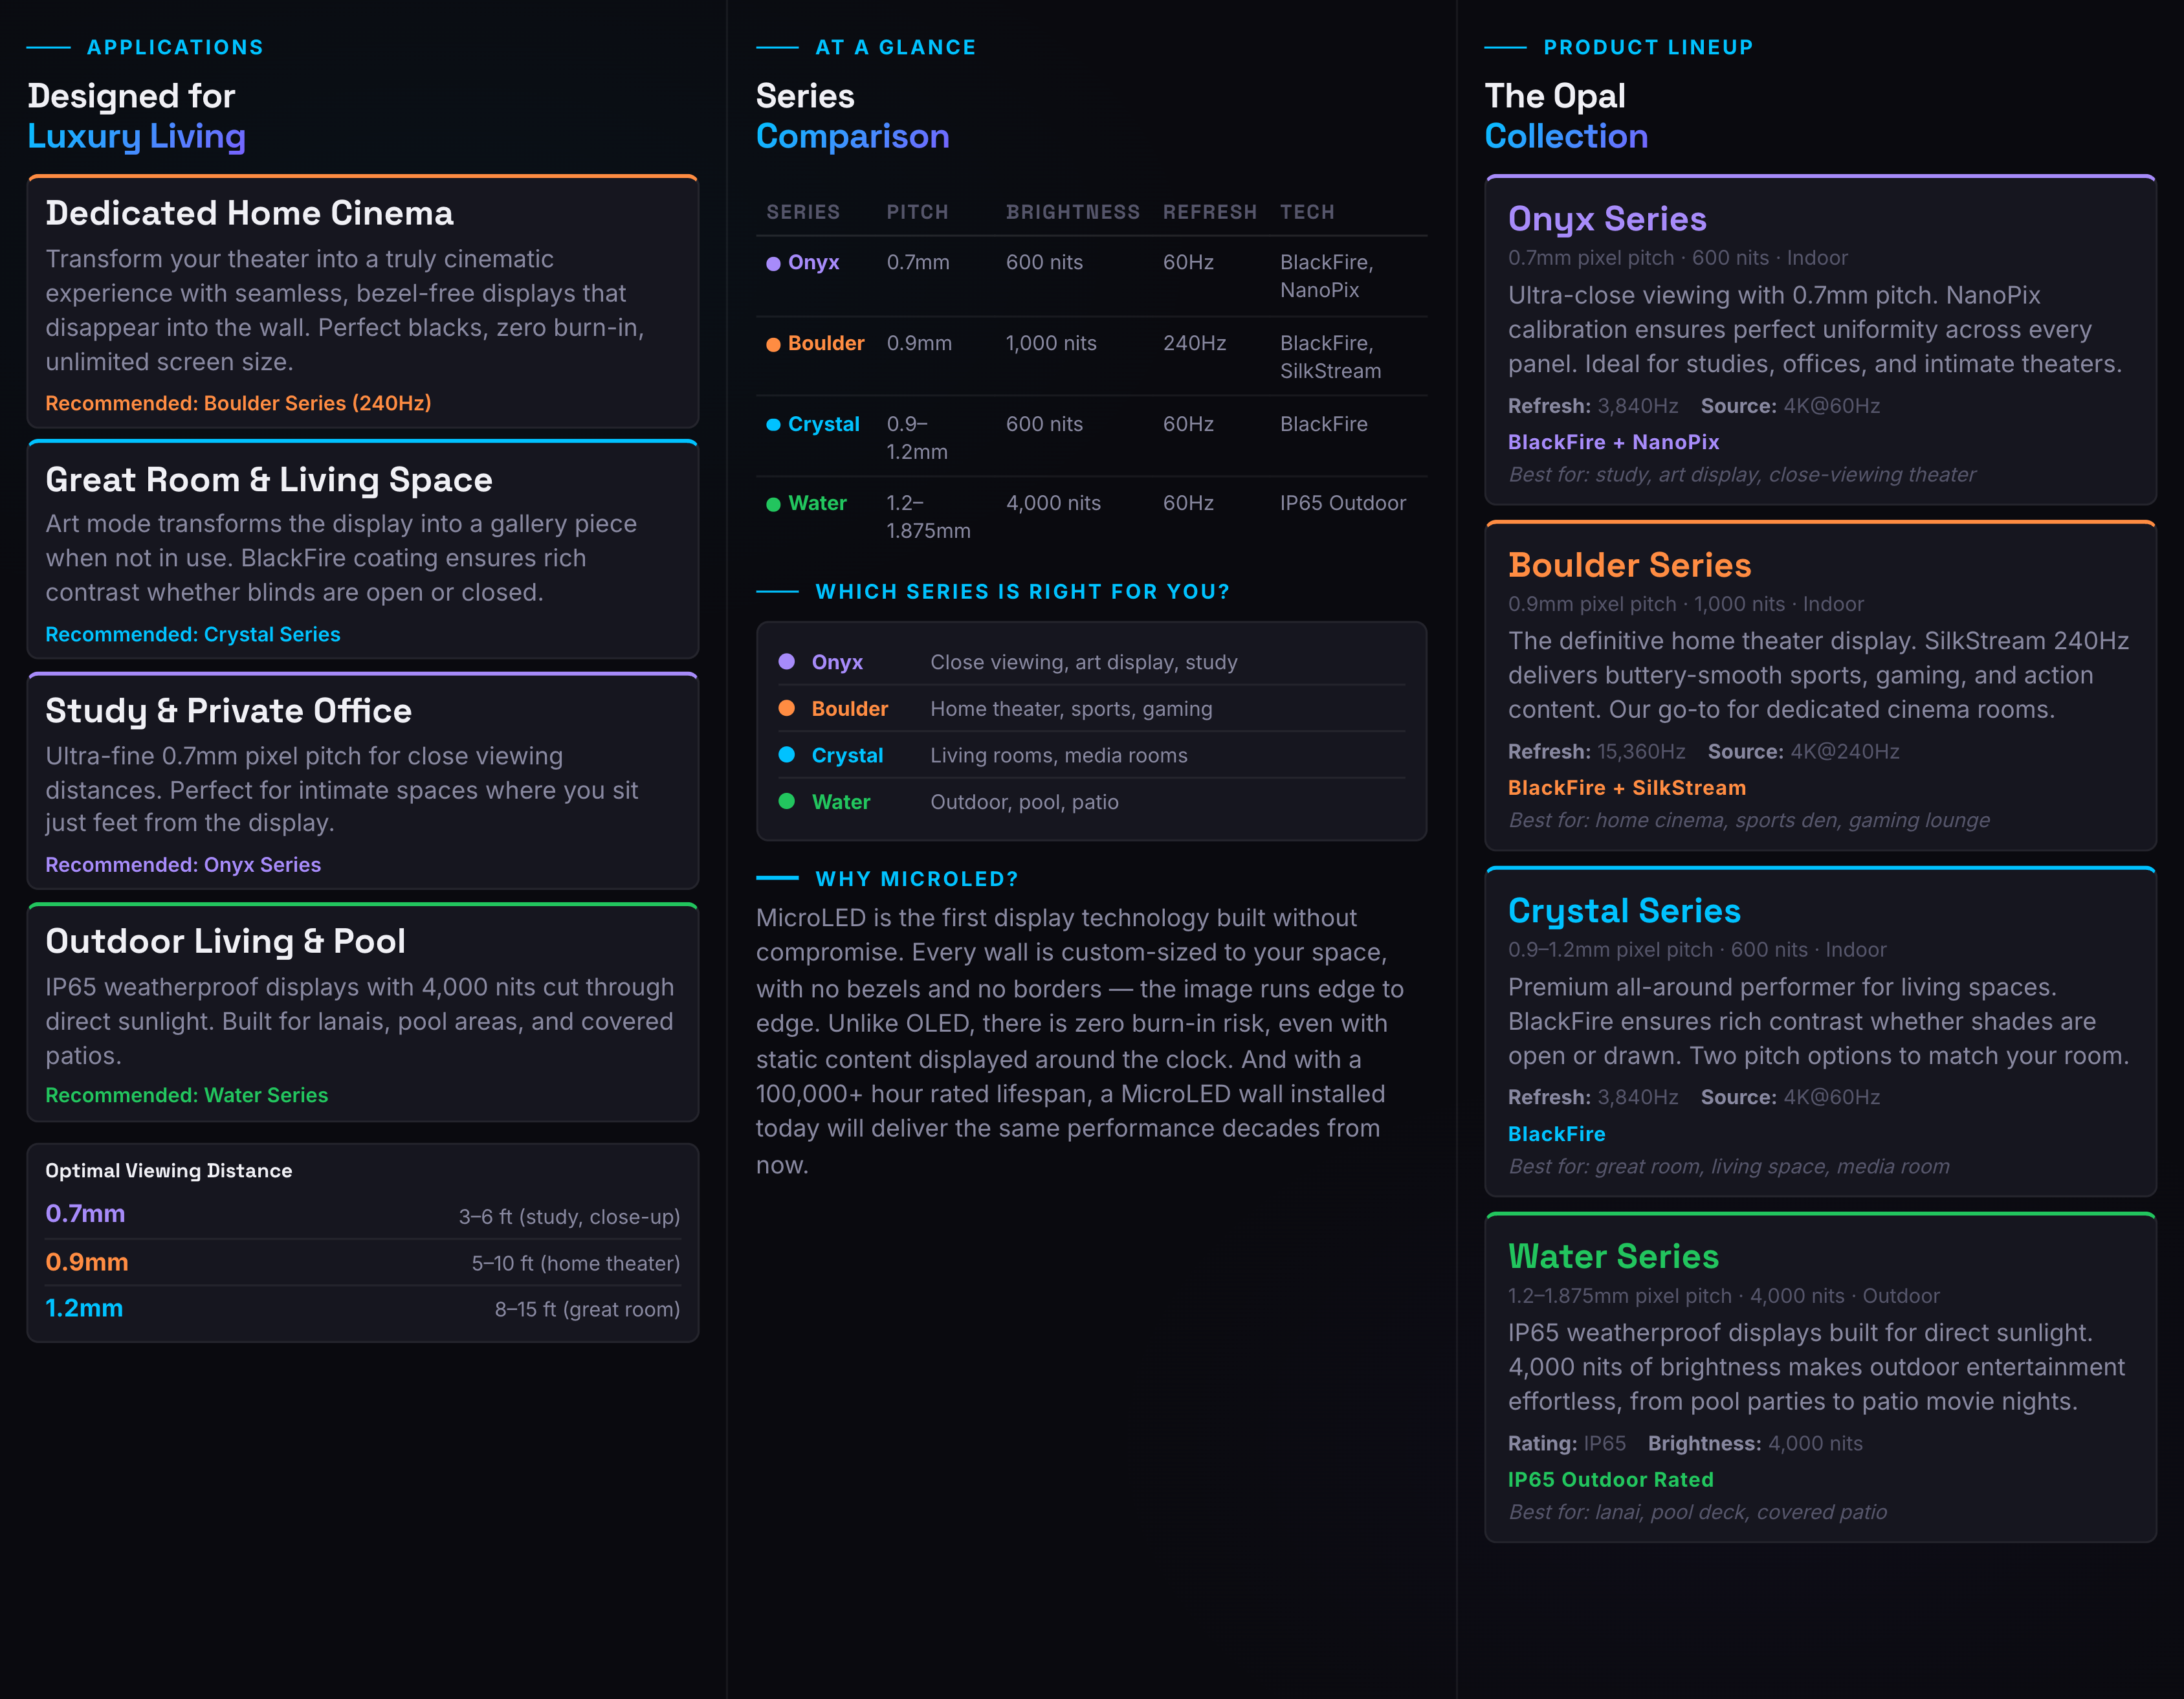 APPLICATIONS
Designed for
Luxury Living
Dedicated Home Cinema
Transform your theater into a truly cinematic
experience with seamless, bezel-free displays that
disappear into the wall. Perfect blacks, zero burn-in,
unlimited screen size.
Recommended: Boulder Series (240Hz)
Great Room & Living Space
Art mode transforms the display into a gallery piece
when not in use. BlackFire coating ensures rich
contrast whether blinds are open or closed.
Recommended: Crystal Series
Study & Private Office
Ultra-fine 0.7mm pixel pitch for close viewing
distances. Perfect for intimate spaces where you sit
just feet from the display.
Recommended: Onyx Series
Outdoor Living & Pool
IP65 weatherproof displays with 4,000 nits cut through
direct sunlight. Built for lanais, pool areas, and covered
patios.
Recommended: Water Series
Optimal Viewing Distance
0.7mm 3–6 ft (study, close-up)
0.9mm 5–10 ft (home theater)
1.2mm 8–15 ft (great room)
AT A GLANCE
Series
Comparison
SERIES PITCH BRIGHTNESS REFRESH TECH
Onyx 0.7mm 600 nits 60Hz BlackFire,
NanoPix
Boulder 0.9mm 1,000 nits 240Hz BlackFire,
SilkStream
Crystal 0.9– 600 nits 60Hz BlackFire
1.2mm
Water 1.2– 4,000 nits 60Hz IP65 Outdoor
1.875mm
WHICH SERIES IS RIGHT FOR YOU?
Onyx Close viewing, art display, study
Boulder Home theater, sports, gaming
Crystal Living rooms, media rooms
Water Outdoor, pool, patio
WHY MICROLED?
MicroLED is the first display technology built without
compromise. Every wall is custom-sized to your space,
with no bezels and no borders — the image runs edge to
edge. Unlike OLED, there is zero burn-in risk, even with
static content displayed around the clock. And with a
100,000+ hour rated lifespan, a MicroLED wall installed
today will deliver the same performance decades from
now.
PRODUCT LINEUP
The Opal
Collection
Onyx Series
0.7mm pixel pitch · 600 nits · Indoor
Ultra-close viewing with 0.7mm pitch. NanoPix
calibration ensures perfect uniformity across every
panel. Ideal for studies, offices, and intimate theaters.
Refresh: 3,840Hz Source: 4K@60Hz
BlackFire + NanoPix
Best for: study, art display, close-viewing theater
Boulder Series
0.9mm pixel pitch · 1,000 nits · Indoor
The definitive home theater display. SilkStream 240Hz
delivers buttery-smooth sports, gaming, and action
content. Our go-to for dedicated cinema rooms.
Refresh: 15,360Hz Source: 4K@240Hz
BlackFire + SilkStream
Best for: home cinema, sports den, gaming lounge
Crystal Series
0.9–1.2mm pixel pitch · 600 nits · Indoor
Premium all-around performer for living spaces.
BlackFire ensures rich contrast whether shades are
open or drawn. Two pitch options to match your room.
Refresh: 3,840Hz Source: 4K@60Hz
BlackFire
Best for: great room, living space, media room
Water Series
1.2–1.875mm pixel pitch · 4,000 nits · Outdoor
IP65 weatherproof displays built for direct sunlight.
4,000 nits of brightness makes outdoor entertainment
effortless, from pool parties to patio movie nights.
Rating: IP65 Brightness: 4,000 nits
IP65 Outdoor Rated
Best for: lanai, pool deck, covered patio